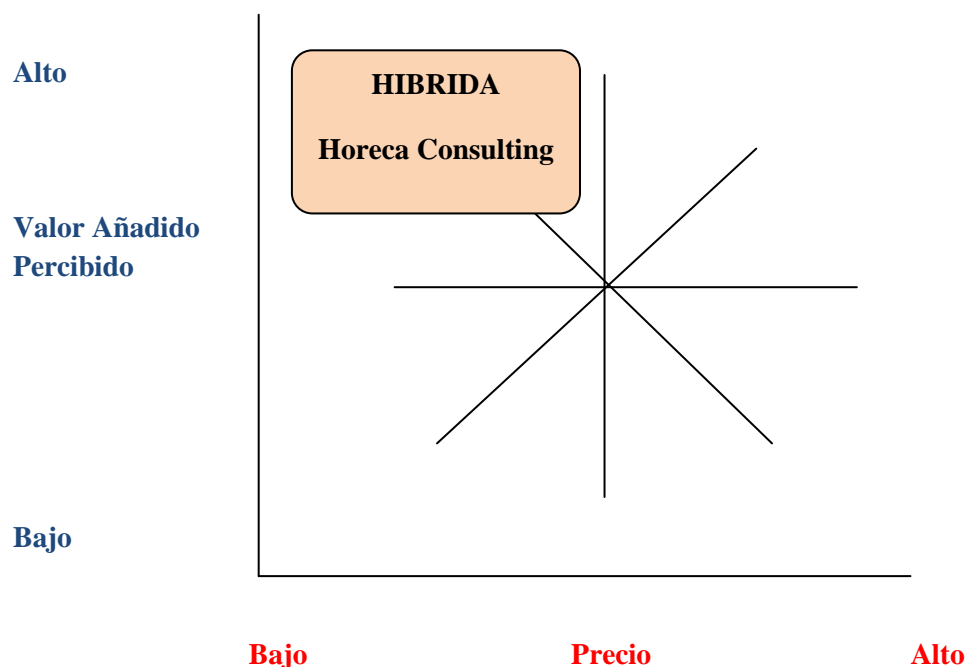 Alto
HIBRIDA
Horeca Consulting
Valor Añadido
Percibido
Bajo
Bajo Precio Alto